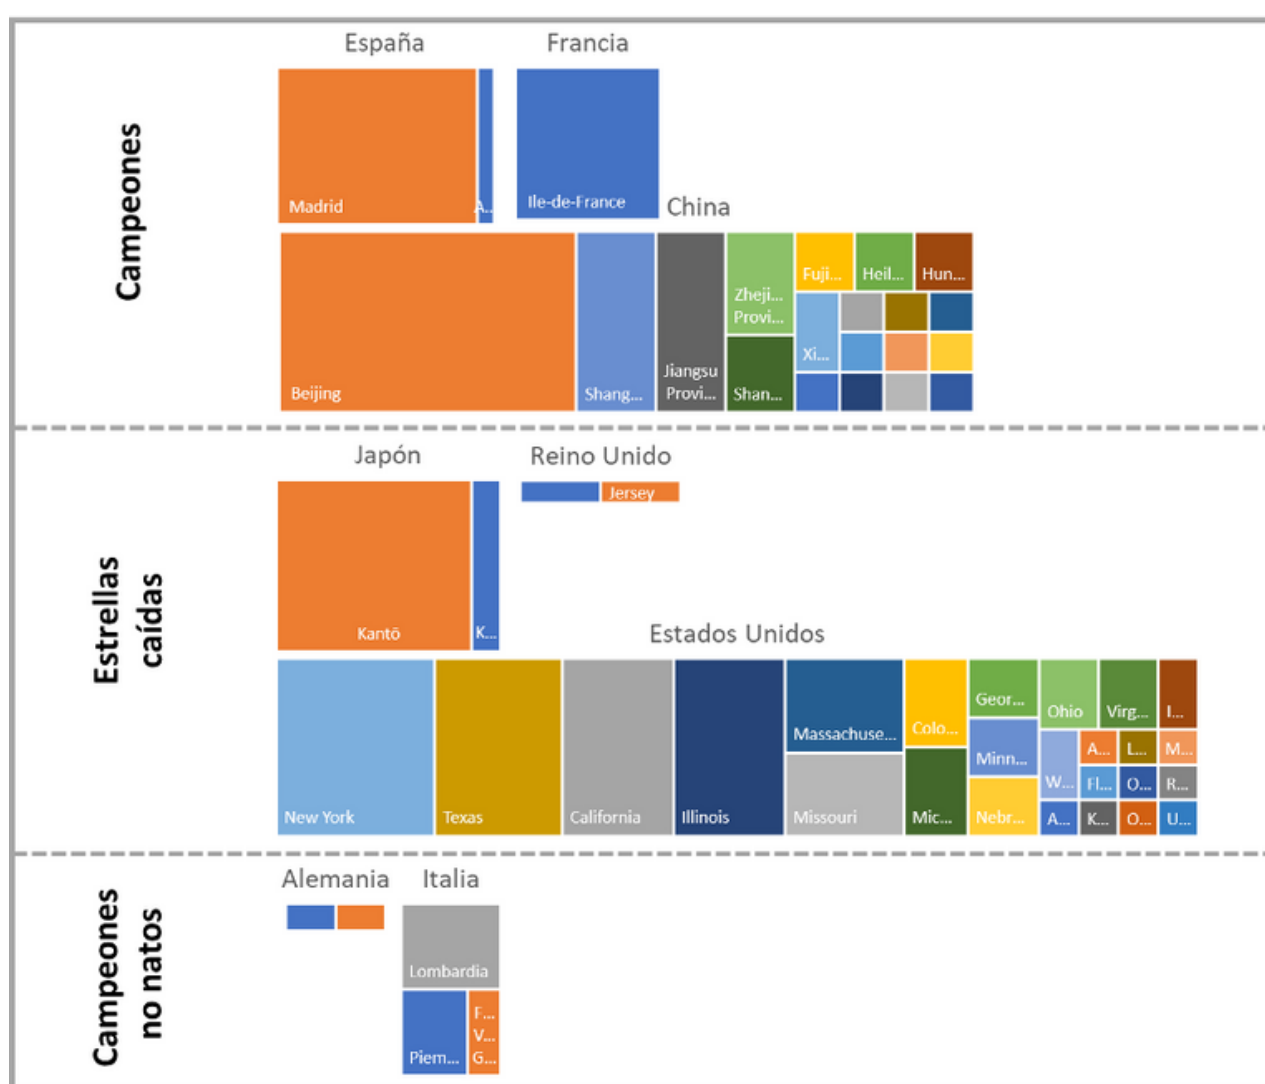 España
Francia
Campeones
Madrid
A...
Ile-de-France
China
Beijing
Shang...
Jiangsu
Provi...
Zheji...
Provi...
Shan...
Fuji...
Heil...
Hun...
Xi...
Japón
Reino Unido
Estrellas
caídas
Kantō
K...
Jersey
Estados Unidos
New York
Texas
California
Illinois
Massachuse...
Missouri
Colo...
Mic...
Geor...
Minn...
Nebr...
Ohio
Virg...
I...
W...
A...
L...
M...
Fl...
O...
R...
A...
K...
O...
U...
Alemania
Italia
Campeones
no natos
Lombardia
Piem...
F...
V...
G...